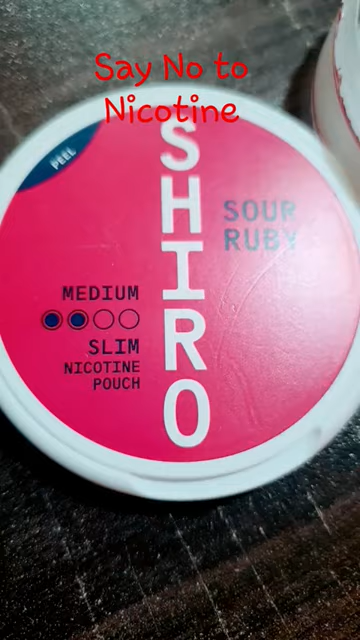 Say No to
Nicotine
PEEL
SHIRO
SOUR
RUBY
MEDIUM
SLIM
NICOTINE
POUCH